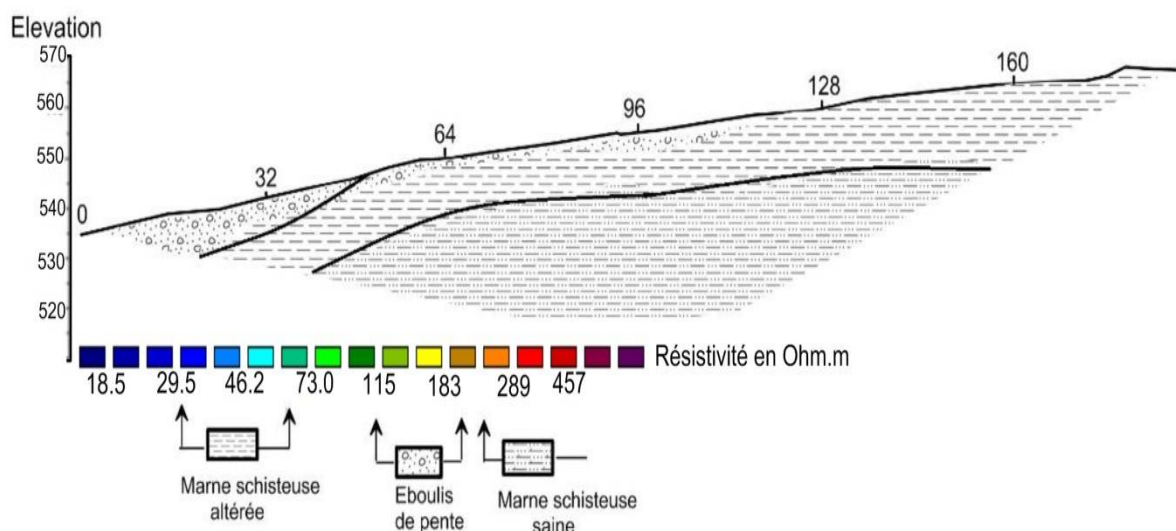 Elevation
570
560
550
540
530
520
0
32
64
96
128
160
Résistivité en Ohm.m
18.5 29.5 46.2 73.0 115 183 289 457
Marne schisteuse
altérée
Eboulis
de pente
Marne schisteuse
saine